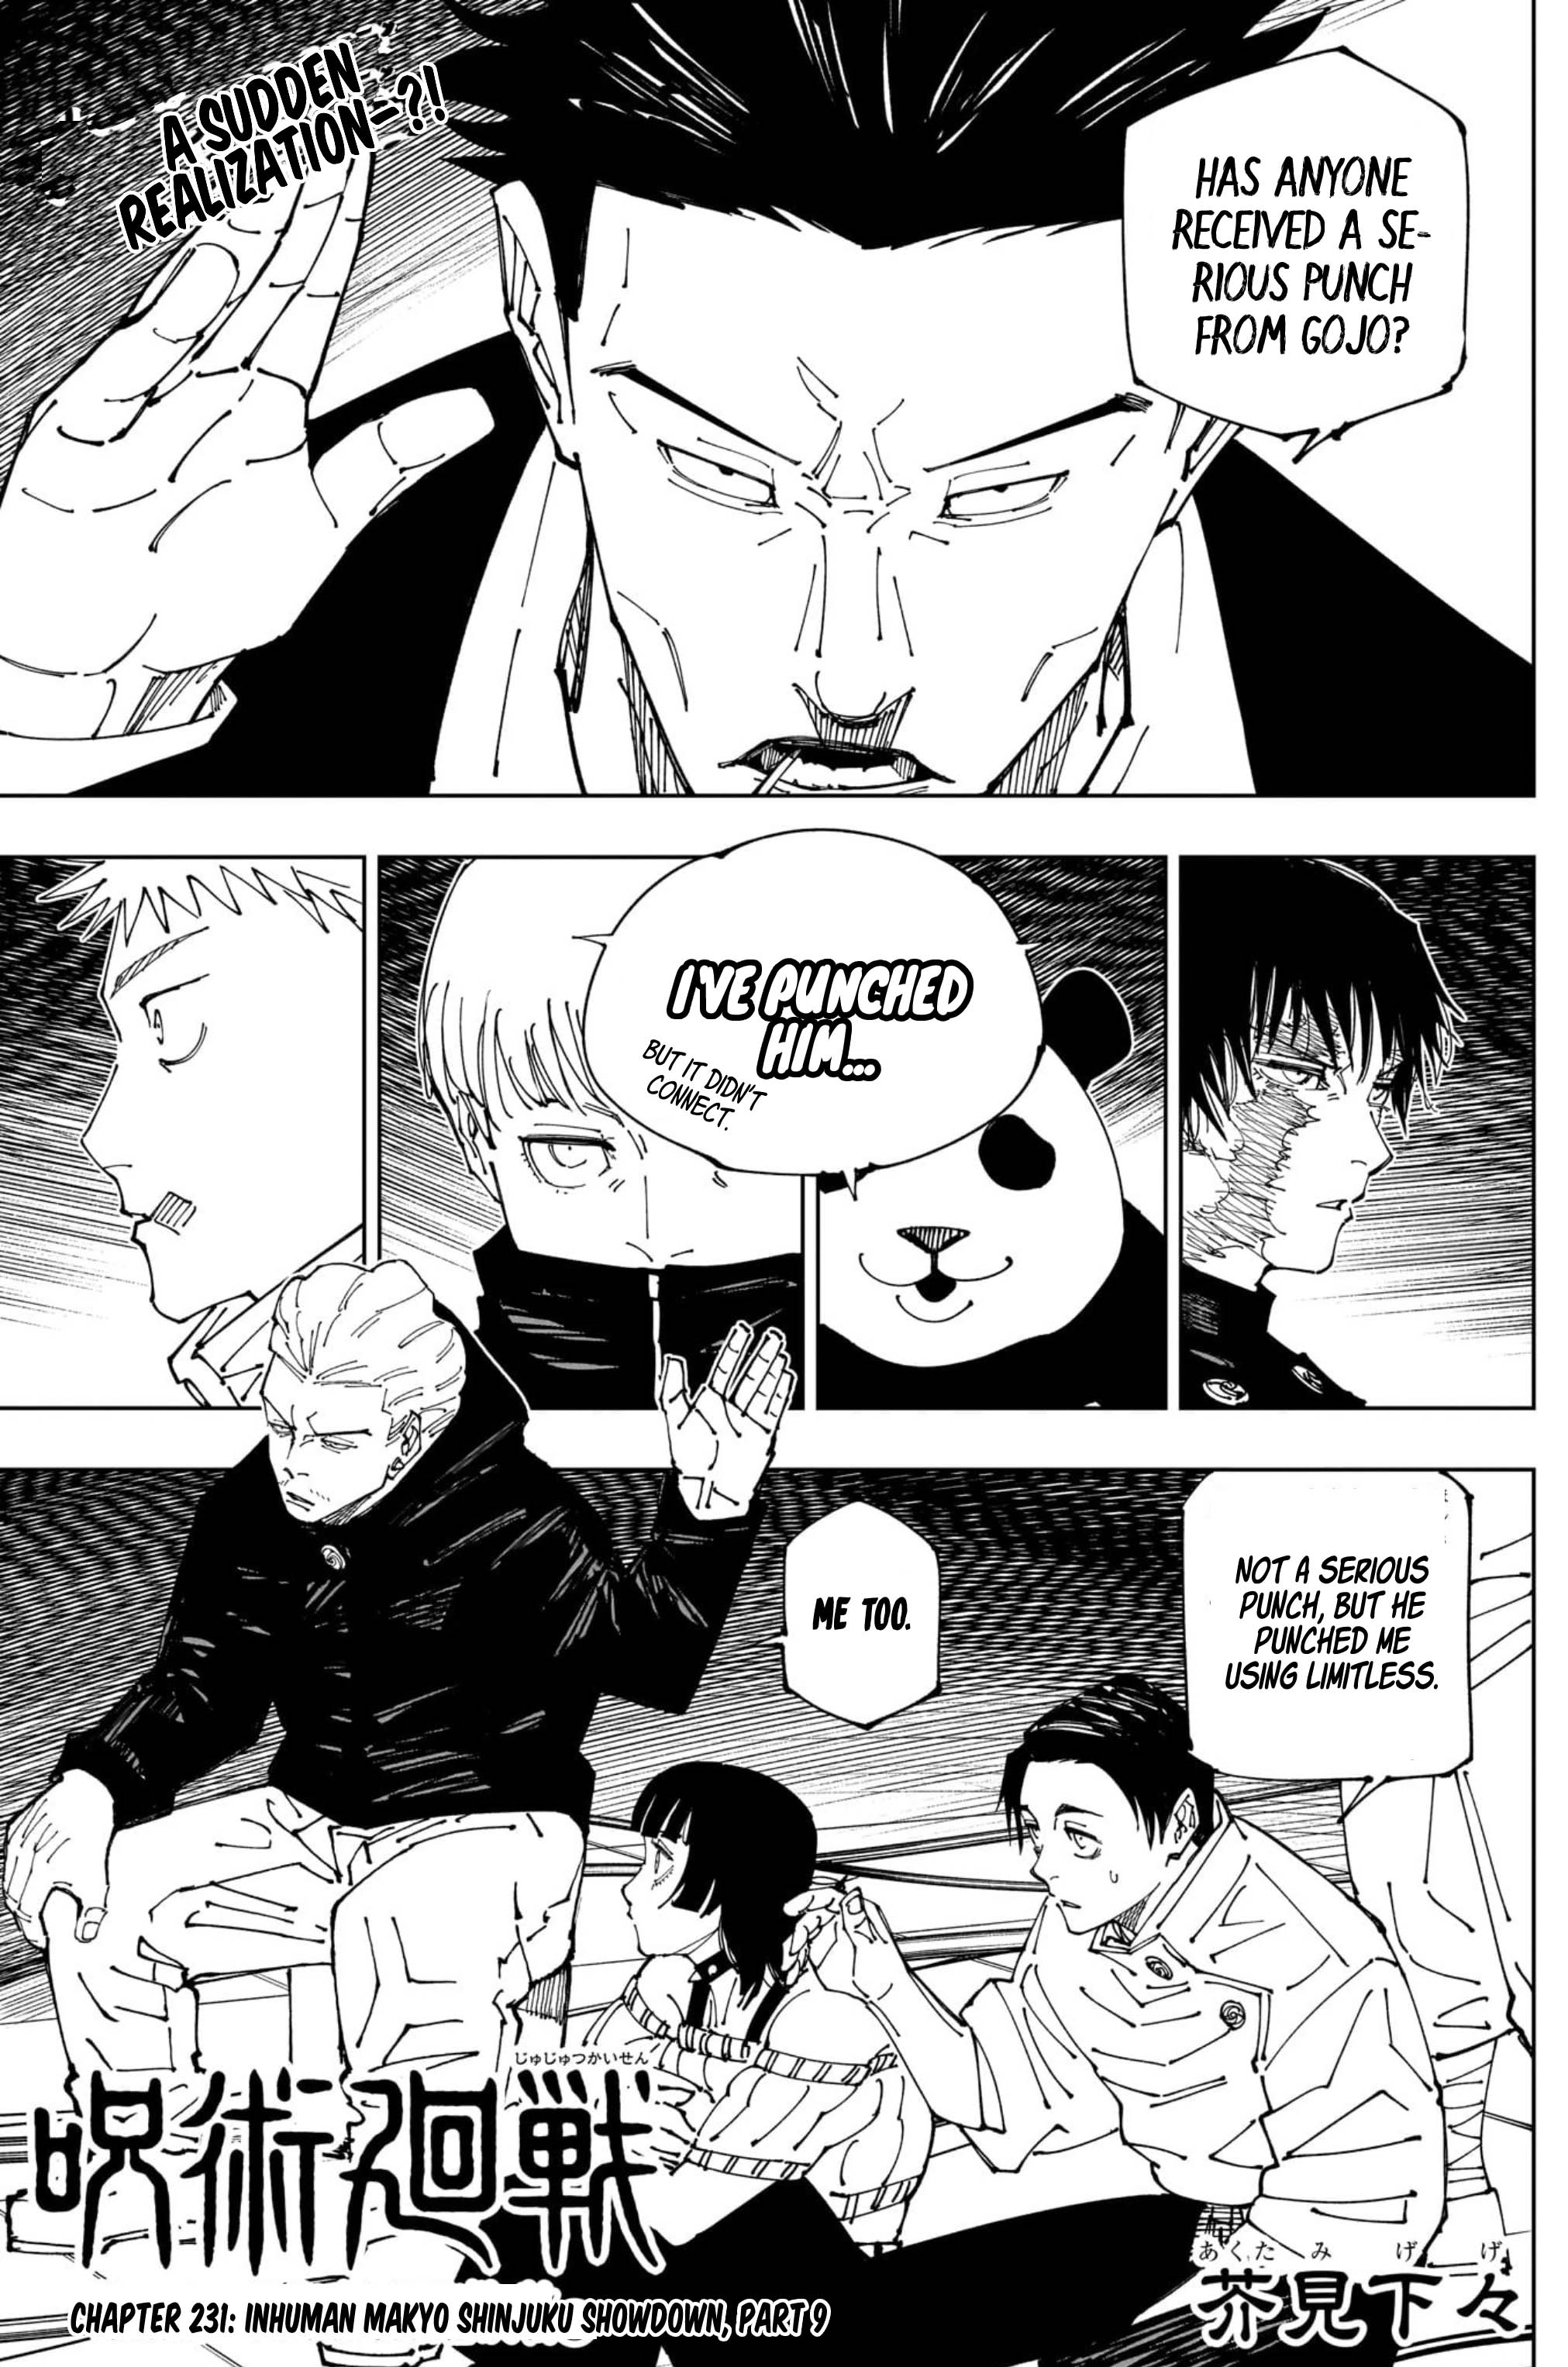 HAS ANYONE
RECEIVED A SE-
RIOUS PUNCH
FROM GOJO?
A SUDDEN
REALIZATION-?!
I'VE PUNCHED
HIM...
BUT IT DIDN'T
CONNECT.
NOT A SERIOUS
PUNCH, BUT HE
PUNCHED ME
USING LIMITLESS.
ME TOO.
じゅじゅつかいせん
呪術廻戦
CHAPTER 231: INHUMAN MAKYO SHINJUKU SHOWDOWN, PART 9
あくたみげげ
芥見下々